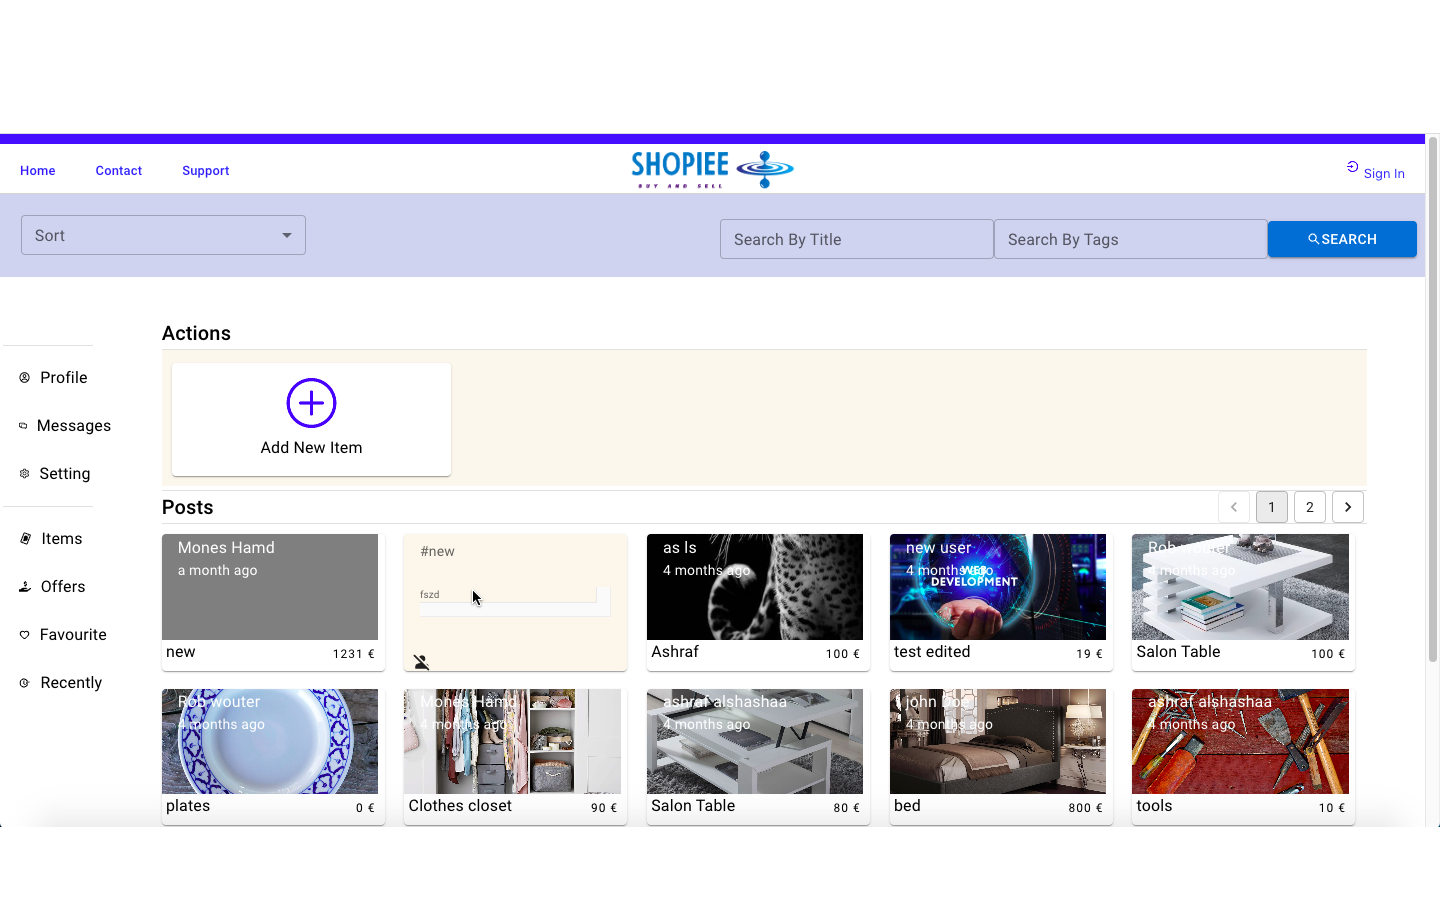 Home Contact Support
SHOPIEE
BUY AND SELL
Sign In
Sort
Search By Title
Search By Tags
SEARCH
Actions
Add New Item
Profile
Messages
Setting
Items
Offers
Favourite
Recently
Posts
1
2
Mones Hamd
a month ago
new
1231 €
#new
fszd
as ls
4 months ago
Ashraf
100 €
new user
4 months ago
WEB
DEVELOPMENT
test edited
19 €
Rob wouter
4 months ago
Salon Table
100 €
Rob wouter
4 months ago
plates
0 €
Mones Hamd
4 months ago
Clothes closet
90 €
ashraf alshashaa
4 months ago
Salon Table
80 €
john Doe
4 months ago
bed
800 €
ashraf alshashaa
4 months ago
tools
10 €